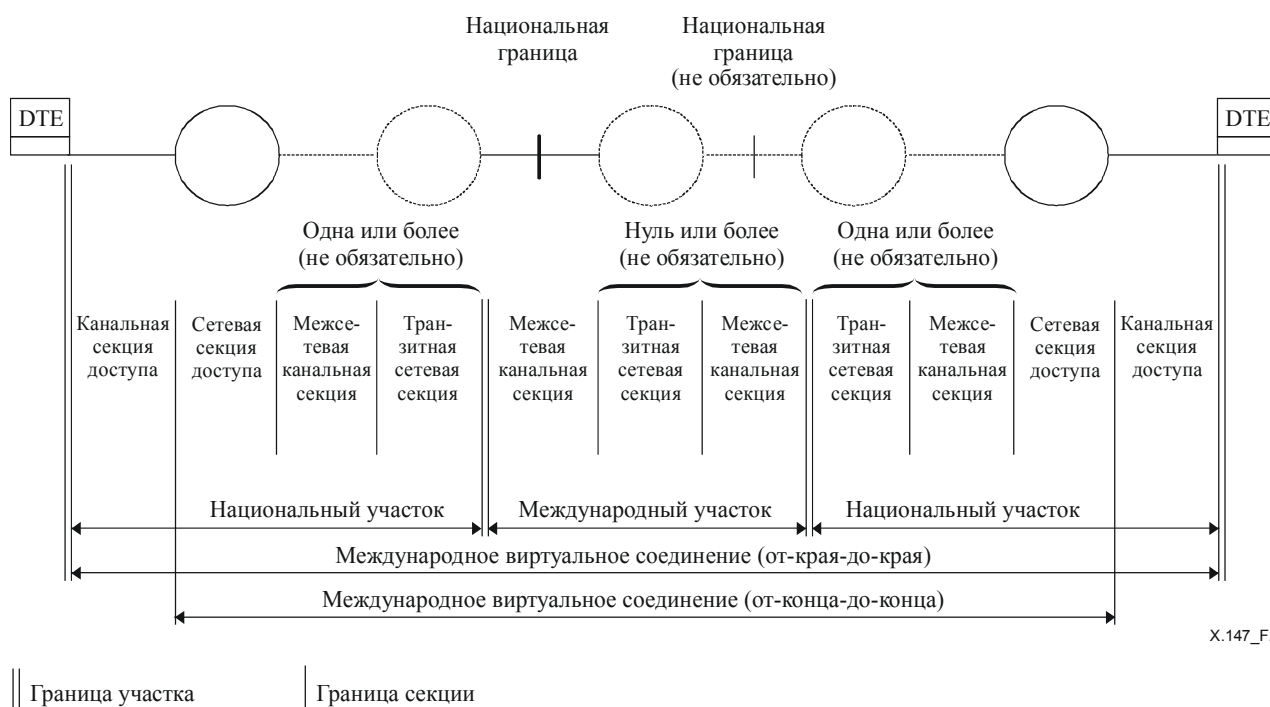 Национальная
граница
Национальная
граница
(не обязательно)
DTE
DTE
Одна или более
(не обязательно)
Нуль или более
(не обязательно)
Одна или более
(не обязательно)
Канальная
секция
доступа
Сетевая
секция
доступа
Межсе-
тевая
канальная
секция
Тран-
зитная
сетевая
секция
Межсе-
тевая
канальная
секция
Тран-
зитная
сетевая
секция
Межсе-
тевая
канальная
секция
Тран-
зитная
сетевая
секция
Межсе-
тевая
канальная
секция
Сетевая
секция
доступа
Канальная
секция
доступа
Национальный участок
Международный участок
Национальный участок
Международное виртуальное соединение (от-края-до-края)
Международное виртуальное соединение (от-конца-до-конца)
X.147_F
Граница участка
Граница секции